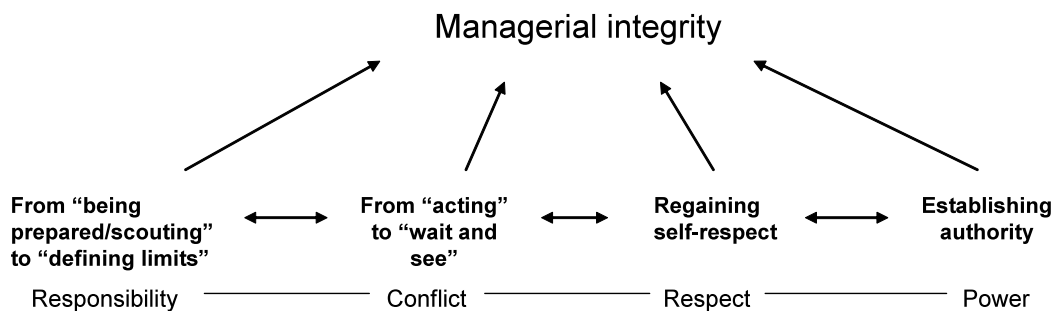 Managerial integrity
From “being
prepared/scouting”
to “defining limits”
From “acting”
to “wait and
see”
Regaining
self-respect
Establishing
authority
Responsibility
Conflict
Respect
Power